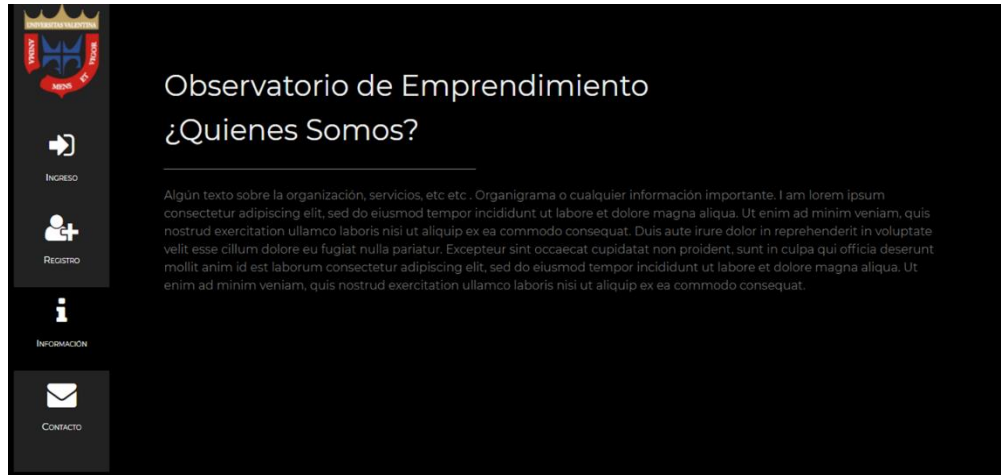 UNIVERSITAS VALENTINA
ANIMA
VIGOR
MENS
ET
Ingreso
Registro
Información
Contacto
Observatorio de Emprendimiento
¿Quienes Somos?
Algún texto sobre la organización, servicios, etc etc . Organígrama o cualquier información importante. I am lorem ipsum
consectetur adipiscing elit, sed do eiusmod tempor incididunt ut labore et dolore magna aliqua. Ut enim ad minim veniam, quis
nostrud exercitation ullamco laboris nisi ut aliquip ex ea commodo consequat. Duis aute irure dolor in reprehenderit in voluptate
velit esse cillum dolore eu fugiat nulla pariatur. Excepteur sint occaecat cupidatat non proident, sunt in culpa qui officia deserunt
mollit anim id est laborum consectetur adipiscing elit, sed do eiusmod tempor incididunt ut labore et dolore magna aliqua. Ut
enim ad minim veniam, quis nostrud exercitation ullamco laboris nisi ut aliquip ex ea commodo consequat.